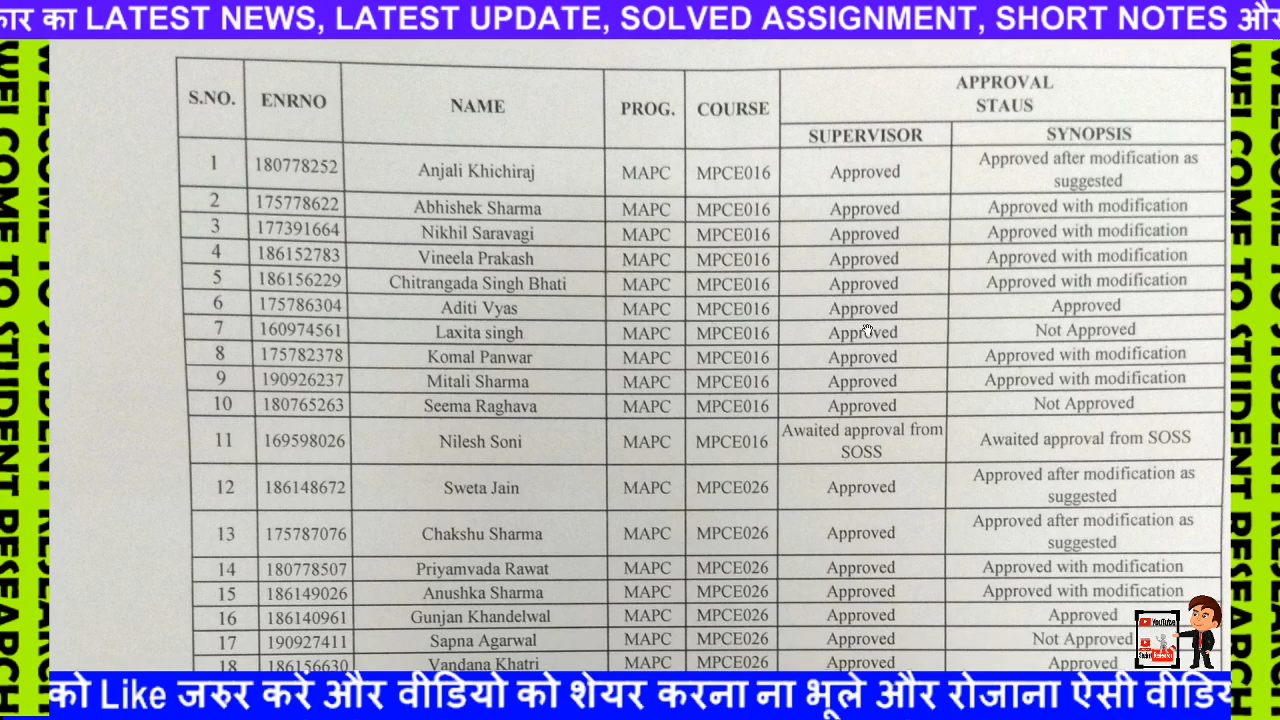 कार का LATEST NEWS, LATEST UPDATE, SOLVED ASSIGNMENT, SHORT NOTES और
WELCOME TO STUDENT RESEARCH
WELCOME TO STUDENT RESEARCH
S.NO. ENRNO NAME PROG. COURSE APPROVAL STAUS
SUPERVISOR SYNOPSIS
1 180778252 Anjali Khichiraj MAPC MPCE016 Approved Approved after modification as suggested
2 175778622 Abhishek Sharma MAPC MPCE016 Approved Approved with modification
3 177391664 Nikhil Saravagi MAPC MPCE016 Approved Approved with modification
4 186152783 Vineela Prakash MAPC MPCE016 Approved Approved with modification
5 186156229 Chitrangada Singh Bhati MAPC MPCE016 Approved Approved with modification
6 175786304 Aditi Vyas MAPC MPCE016 Approved Approved
7 160974561 Laxita singh MAPC MPCE016 Approved Not Approved
8 175782378 Komal Panwar MAPC MPCE016 Approved Approved with modification
9 190926237 Mitali Sharma MAPC MPCE016 Approved Approved with modification
10 180765263 Seema Raghava MAPC MPCE016 Approved Not Approved
11 169598026 Nilesh Soni MAPC MPCE016 Awaited approval from SOSS Awaited approval from SOSS
12 186148672 Sweta Jain MAPC MPCE026 Approved Approved after modification as suggested
13 175787076 Chakshu Sharma MAPC MPCE026 Approved Approved after modification as suggested
14 180778507 Priyamvada Rawat MAPC MPCE026 Approved Approved with modification
15 186149026 Anushka Sharma MAPC MPCE026 Approved Approved with modification
16 186140961 Gunjan Khandelwal MAPC MPCE026 Approved Approved
17 190927411 Sapna Agarwal MAPC MPCE026 Approved Not Approved
18 186156630 Vandana Khatri MAPC MPCE026 Approved Approved
YouTube
को Like जरुर करें और वीडियो को शेयर करना ना भूले और रोजाना ऐसी वीडिय